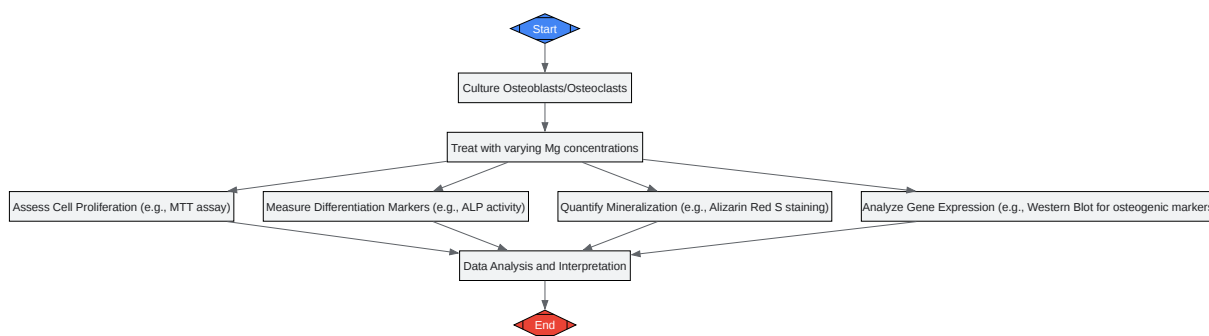 Start
Culture Osteoblasts/Osteoclasts
Treat with varying Mg concentrations
Assess Cell Proliferation (e.g., MTT assay)
Measure Differentiation Markers (e.g., ALP activity)
Quantify Mineralization (e.g., Alizarin Red S staining)
Analyze Gene Expression (e.g., Western Blot for osteogenic markers
Data Analysis and Interpretation
End